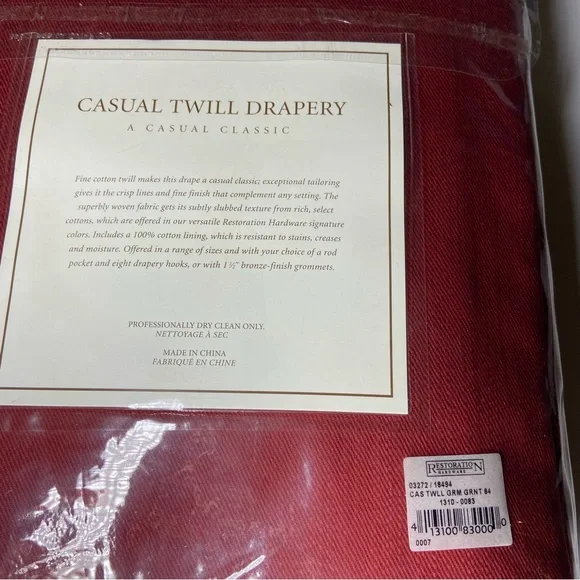 CASUAL TWILL DRAPERY
A CASUAL CLASSIC
Fine cotton twill makes this drape a casual classic; exceptional tailoring
gives it the crisp lines and fine finish that complement any setting. The
superbly woven fabric gets its subtly slubbed texture from rich, select
cottons, which are offered in our versatile Restoration Hardware signature
colors. Includes a 100% cotton lining, which is resistant to stains, creases
and moisture. Offered in a range of sizes and with your choice of a rod
pocket and eight drapery hooks, or with 1 ½" bronze-finish grommets.
PROFESSIONALLY DRY CLEAN ONLY.
NETTOYAGE À SEC
MADE IN CHINA
FABRIQUÉ EN CHINE
RESTORATION
HARDWARE
03272 / 18494
CAS TWLL GRM GRNT 84
1310-0083
4 13100 83000 0
0007